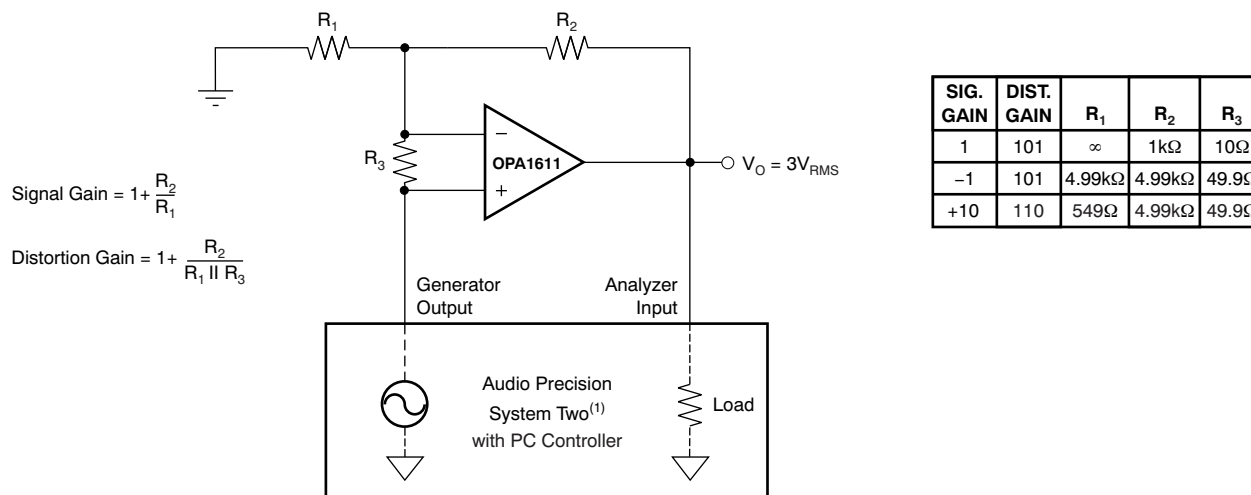 R1
R2
R3
−
OPA1611
+
VO = 3VRMS
Signal Gain = 1+ R2
R1
Distortion Gain = 1+ R2
R1 II R3
Generator
Output
Analyzer
Input
Audio Precision
System Two(1)
with PC Controller
Load
SIG. GAIN DIST. GAIN R1 R2 R3
1 101 ∞ 1kΩ 10Ω
−1 101 4.99kΩ 4.99kΩ 49.9Ω
+10 110 549Ω 4.99kΩ 49.9Ω